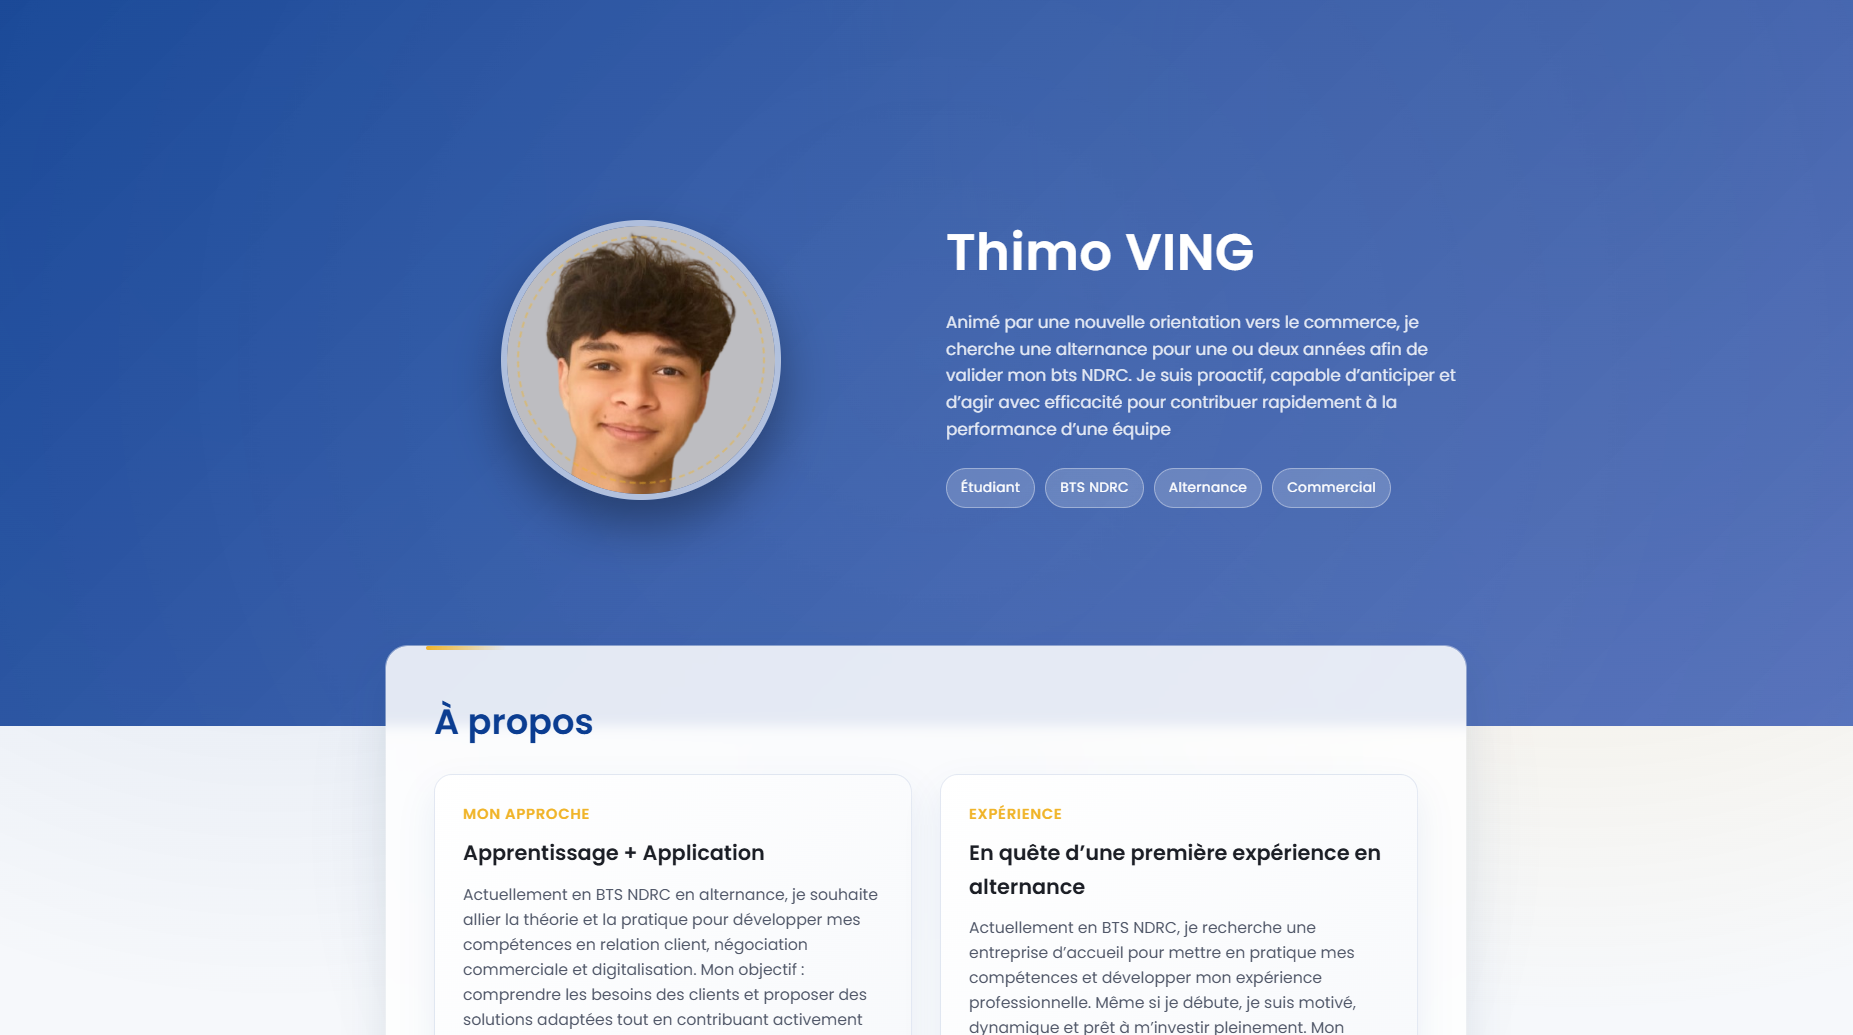 Thimo VING
Animé par une nouvelle orientation vers le commerce, je
cherche une alternance pour une ou deux années afin de
valider mon bts NDRC. Je suis proactif, capable d’anticiper et
d’agir avec efficacité pour contribuer rapidement à la
performance d’une équipe
Étudiant
BTS NDRC
Alternance
Commercial
À propos
MON APPROCHE
Apprentissage + Application
Actuellement en BTS NDRC en alternance, je souhaite
allier la théorie et la pratique pour développer mes
compétences en relation client, négociation
commerciale et digitalisation. Mon objectif :
comprendre les besoins des clients et proposer des
solutions adaptées tout en contribuant activement
EXPÉRIENCE
En quête d’une première expérience en
alternance
Actuellement en BTS NDRC, je recherche une
entreprise d’accueil pour mettre en pratique mes
compétences et développer mon expérience
professionnelle. Même si je débute, je suis motivé,
dynamique et prêt à m’investir pleinement. Mon